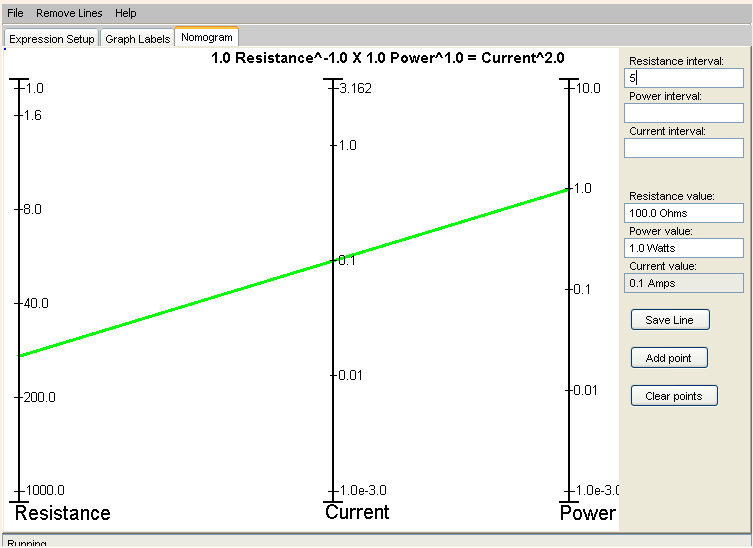 File Remove Lines Help
Expression Setup Graph Labels Nomogram
1.0 Resistance^-1.0 X 1.0 Power^1.0 = Current^2.0
1.0
1.6
8.0
40.0
200.0
1000.0
Resistance
3.162
1.0
0.1
0.01
1.0e-3.0
Current
10.0
1.0
0.1
0.01
1.0e-3.0
Power
Resistance interval:
5
Power interval:
Current interval:
Resistance value:
100.0 Ohms
Power value:
1.0 Watts
Current value:
0.1 Amps
Save Line
Add point
Clear points
Running